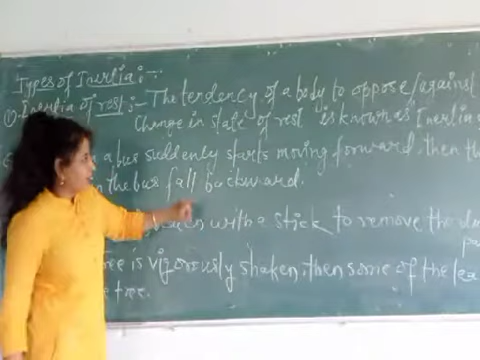 Types of Inertia :-
(1) Inertia of rest :- The tendency of a body to oppose/against
Change in state of rest is known as Inertia
a bus suddenly starts moving forward, then the
the bus fall backward.
with a stick to remove the
is vigorously shaken, then some of the
tree.